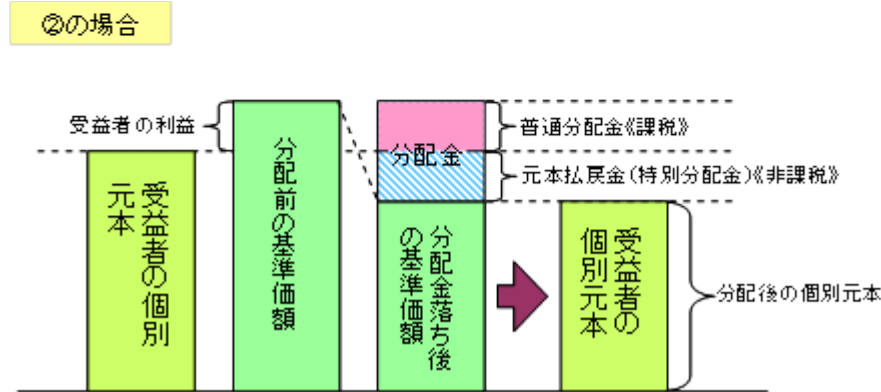 ②の場合
受益者の利益
普通分配金《課税》
分配金
元本払戻金(特別分配金)《非課税》
受益者の個別
元本
分配前の基準価額
分配金落ち後
の基準価額
受益者の
個別元本
分配後の個別元本